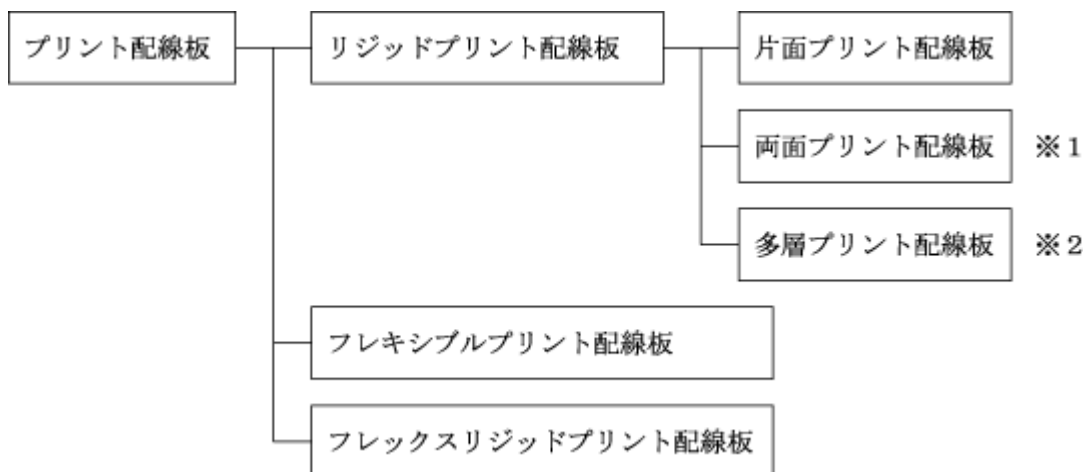 プリント配線板
リジッドプリント配線板
片面プリント配線板
両面プリント配線板 ※1
多層プリント配線板 ※2
フレキシブルプリント配線板
フレックスリジッドプリント配線板